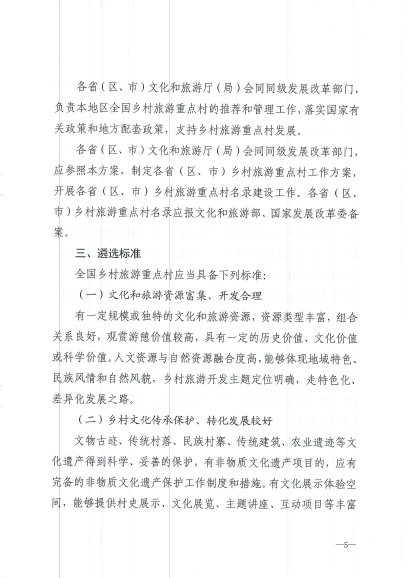 各省（区、市）文化和旅游厅（局）会同同级发展改革部门，
负责本地区全国乡村旅游重点村的推荐和管理工作，落实国家有
关政策和地方配套政策，支持乡村旅游重点村发展。
各省（区、市）文化和旅游厅（局）会同同级发展改革部门，
应参照本方案，制定各省（区、市）乡村旅游重点村工作方案，
开展各省（区、市）乡村旅游重点村名录建设工作。各省（区、
市）乡村旅游重点村名录应报文化和旅游部、国家发展改革委备
案。
三、遴选标准
全国乡村旅游重点村应当具备下列标准：
（一）文化和旅游资源富集、开发合理
有一定规模或独特的文化和旅游资源，资源类型丰富，组合
关系良好，观赏游憩价值较高，具有一定的历史价值、文化价值
或科学价值。人文资源与自然资源融合度高，能够体现地域特色、
民族风情和自然风貌，乡村旅游开发主题定位明确，走特色化、
差异化发展之路。
（二）乡村文化传承保护、转化发展较好
文物古迹、传统村落、民族村寨、传统建筑、农业遗迹等文
化遗产得到科学、妥善的保护，有非物质文化遗产项目的，应有
完备的非物质文化遗产保护工作制度和措施。有文化展示体验空
间，能够提供村史展示、文化展览、主题讲座、互动项目等丰富
—5—